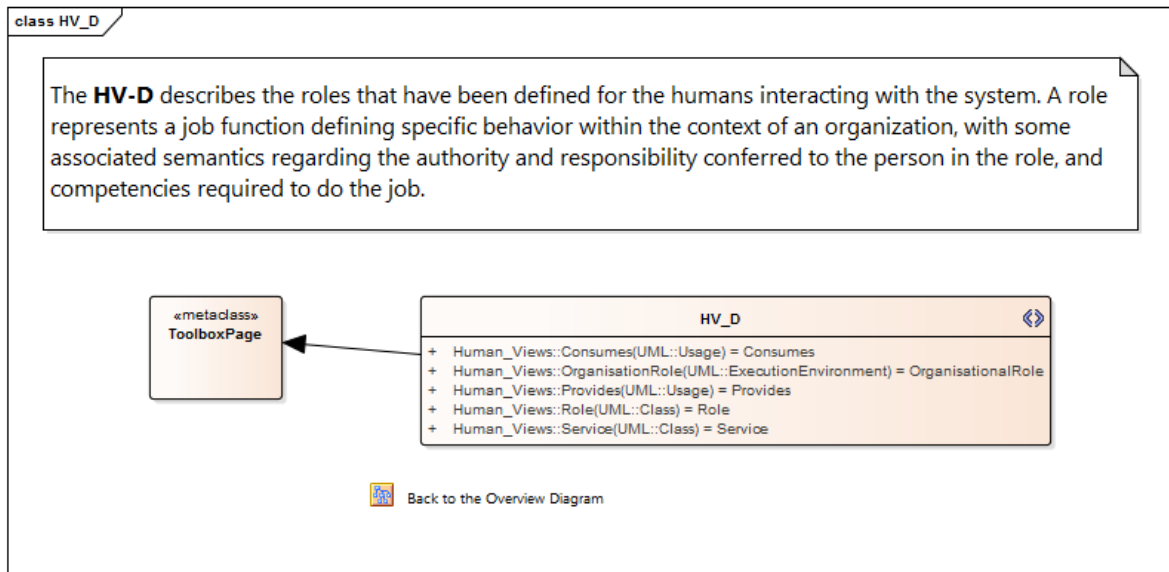 class HV_D
The HV-D describes the roles that have been defined for the humans interacting with the system. A role
represents a job function defining specific behavior within the context of an organization, with some
associated semantics regarding the authority and responsibility conferred to the person in the role, and
competencies required to do the job.
«metaclass»
ToolboxPage
HV_D
+ Human_Views::Consumes(UML::Usage) = Consumes
+ Human_Views::OrganisationRole(UML::ExecutionEnvironment) = OrganisationalRole
+ Human_Views::Provides(UML::Usage) = Provides
+ Human_Views::Role(UML::Class) = Role
+ Human_Views::Service(UML::Class) = Service
Back to the Overview Diagram